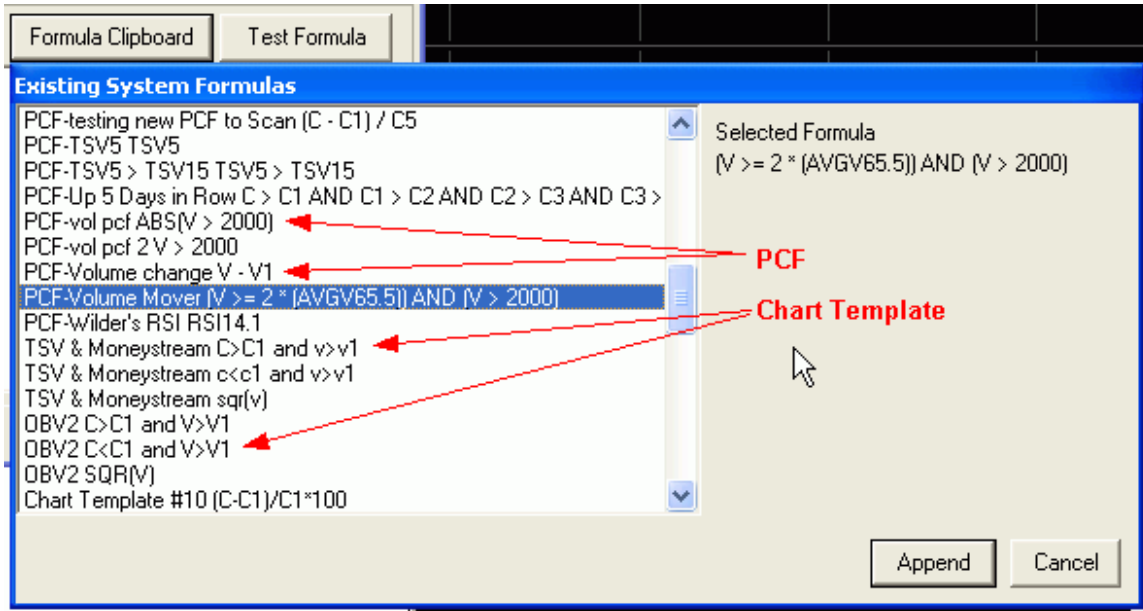 Formula Clipboard
Test Formula
Existing System Formulas
PCF-testing new PCF to Scan (C - C1) / C5
PCF-TSV5 TSV5
PCF-TSV5 > TSV15 TSV5 > TSV15
PCF-Up 5 Days in Row C > C1 AND C1 > C2 AND C2 > C3 AND C3 >
PCF-vol pcf ABS(V > 2000)
PCF-vol pcf 2 V > 2000
PCF-Volume change V - V1
PCF-Volume Mover (V >= 2 * (AVGV65.5)) AND (V > 2000)
PCF-Wilder's RSI RSI14.1
TSV & Moneystream C>C1 and v>v1
TSV & Moneystream c<c1 and v>v1
TSV & Moneystream sqr(v)
OBV2 C>C1 and V>V1
OBV2 C<C1 and V>V1
OBV2 SQR(V)
Chart Template #10 (C-C1)/C1*100
Selected Formula
(V >= 2 * (AVGV65.5)) AND (V > 2000)
PCF
Chart Template
Append
Cancel